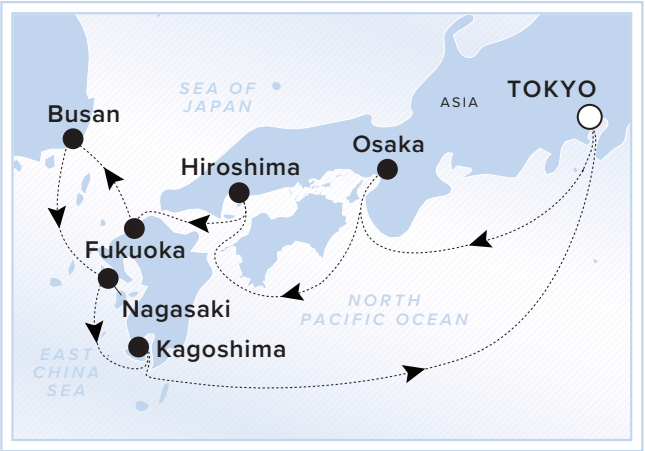 SEA OF
JAPAN
ASIA
TOKYO
Busan
Osaka
Hiroshima
Fukuoka
Nagasaki
NORTH
PACIFIC OCEAN
Kagoshima
EAST
CHINA
SEA